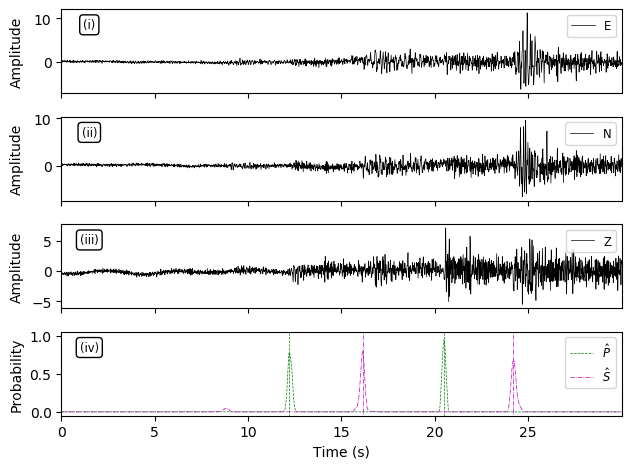 (i)
E
Amplitude
10
0
(ii)
N
Amplitude
10
0
(iii)
Z
Amplitude
5
0
−5
(iv)
P̂
Ŝ
Probability
1.0
0.5
0.0
0 5 10 15 20 25
Time (s)